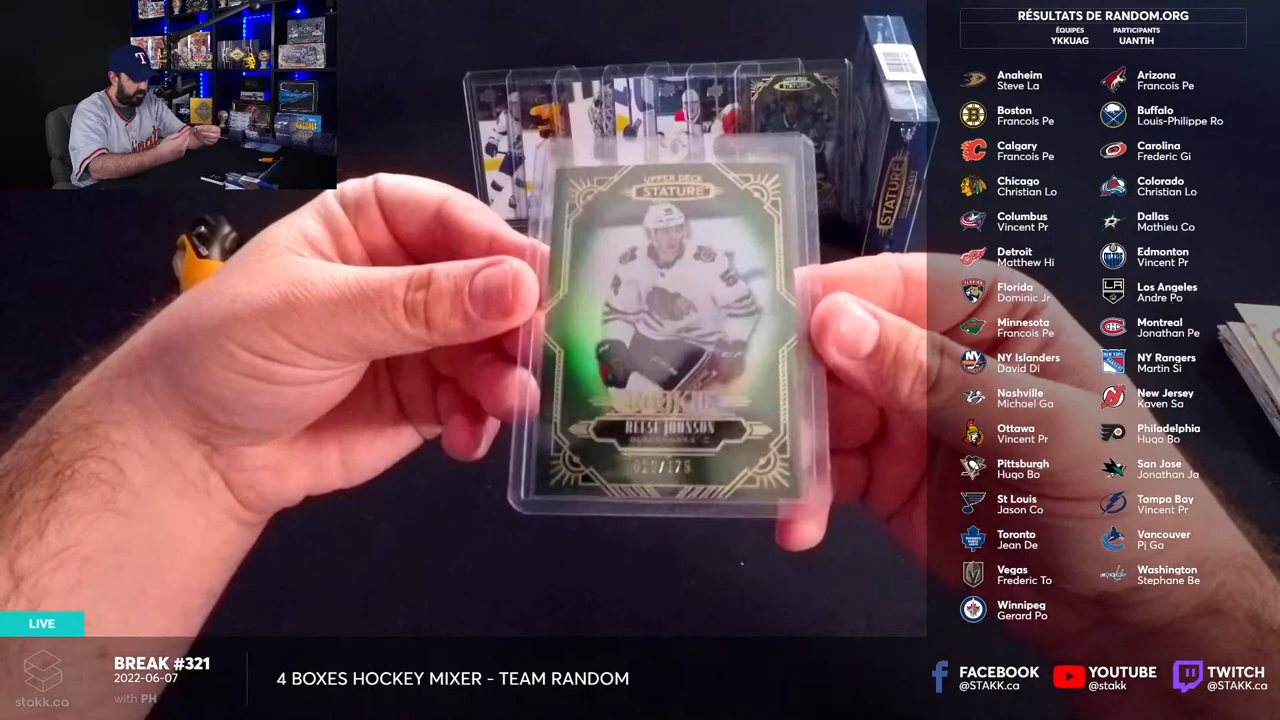 RÉSULTATS DE RANDOM.ORG
ÉQUIPES
YKKUAG
PARTICIPANTS
UANTIH
Anaheim
Steve La
Arizona
Francois Pe
Boston
Francois Pe
Buffalo
Louis-Philippe Ro
Calgary
Francois Pe
Carolina
Frederic Gi
Chicago
Christian Lo
Colorado
Christian Lo
Columbus
Vincent Pr
Dallas
Mathieu Co
Detroit
Matthew Hi
Edmonton
Vincent Pr
Florida
Dominic Jr
Los Angeles
Andre Po
Minnesota
Francois Pe
Montreal
Jonathan Pe
NY Islanders
David Di
NY Rangers
Martin Si
Nashville
Michael Ga
New Jersey
Kaven Sa
Ottawa
Vincent Pr
Philadelphia
Hugo Bo
Pittsburgh
Hugo Bo
San Jose
Jonathan Ja
St Louis
Jason Co
Tampa Bay
Vincent Pr
Toronto
Jean De
Vancouver
Pj Ga
Vegas
Frederic To
Washington
Stephane Be
Winnipeg
Gerard Po
UPPER DECK
STATURE
ROOKIE
REESE JOHNSON
BLACKHAWKS C
STATURE
LIVE
stakk.ca
BREAK #321
2022-06-07
with PH
4 BOXES HOCKEY MIXER - TEAM RANDOM
FACEBOOK
@STAKK.ca
YOUTUBE
@stakk
TWITCH
@STAKK.ca